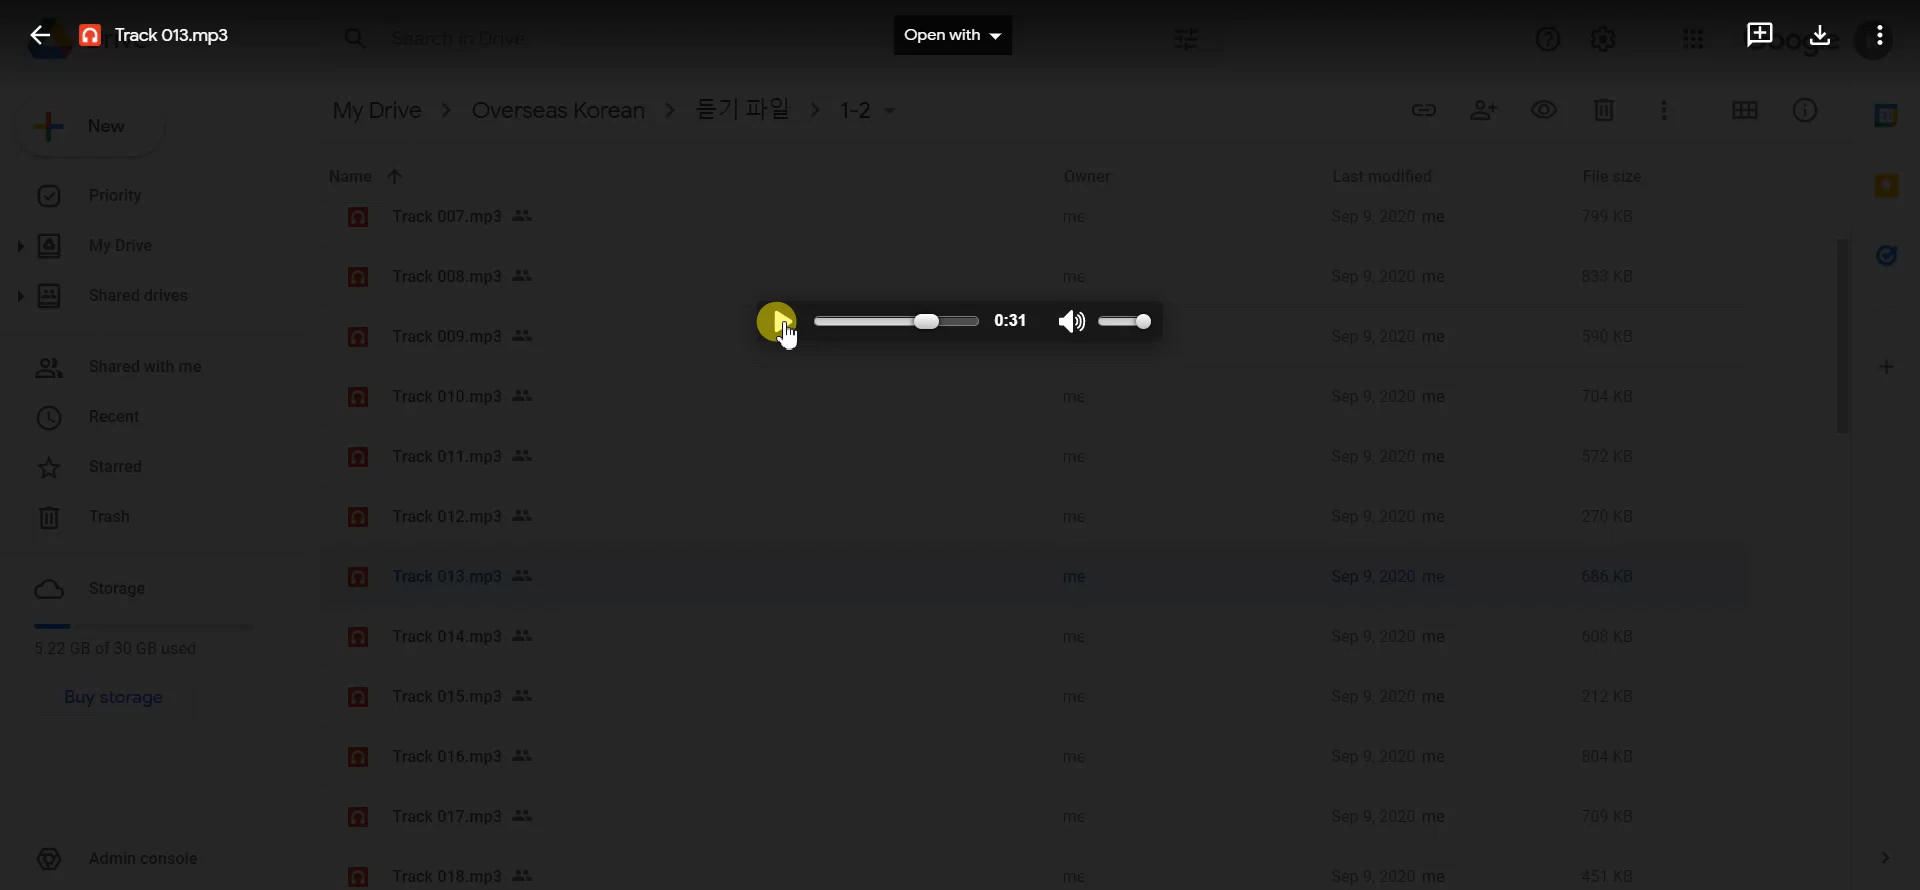 Track 013.mp3
Open with
Drive
Search in Drive
Google
New
My Drive > Overseas Korean > 듣기 파일 > 1-2
Priority
My Drive
Shared drives
Shared with me
Recent
Starred
Trash
Storage
5.22 GB of 30 GB used
Buy storage
Admin console
Name Owner Last modified File size
Track 007.mp3 me Sep 9, 2020 me 799 KB
Track 008.mp3 me Sep 9, 2020 me 833 KB
0:31
Track 009.mp3 Sep 9, 2020 me 590 KB
Track 010.mp3 me Sep 9, 2020 me 704 KB
Track 011.mp3 me Sep 9, 2020 me 572 KB
Track 012.mp3 me Sep 9, 2020 me 270 KB
Track 013.mp3 me Sep 9, 2020 me 686 KB
Track 014.mp3 me Sep 9, 2020 me 608 KB
Track 015.mp3 me Sep 9, 2020 me 212 KB
Track 016.mp3 me Sep 9, 2020 me 804 KB
Track 017.mp3 me Sep 9, 2020 me 709 KB
Track 018.mp3 me Sep 9, 2020 me 451 KB